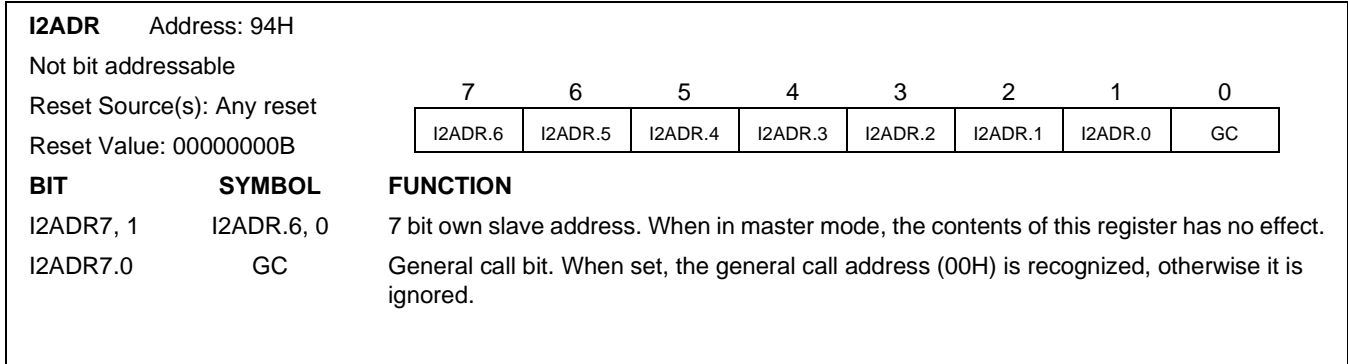 I2ADR Address: 94H
Not bit addressable
Reset Source(s): Any reset
Reset Value: 00000000B
7 6 5 4 3 2 1 0
I2ADR.6 I2ADR.5 I2ADR.4 I2ADR.3 I2ADR.2 I2ADR.1 I2ADR.0 GC
BIT SYMBOL FUNCTION
I2ADR7, 1 I2ADR.6, 0 7 bit own slave address. When in master mode, the contents of this register has no effect.
I2ADR7.0 GC General call bit. When set, the general call address (00H) is recognized, otherwise it is
ignored.